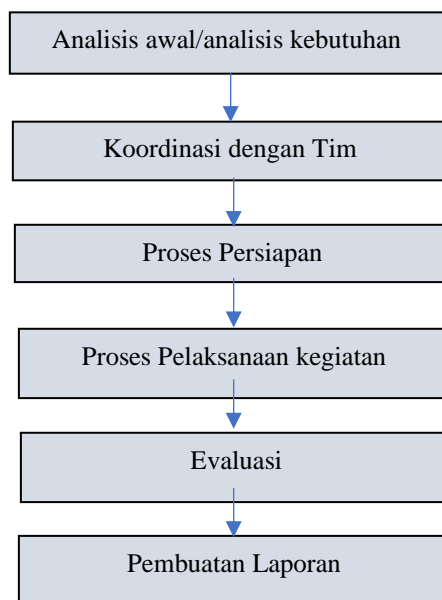 Analisis awal/analisis kebutuhan
Koordinasi dengan Tim
Proses Persiapan
Proses Pelaksanaan kegiatan
Evaluasi
Pembuatan Laporan